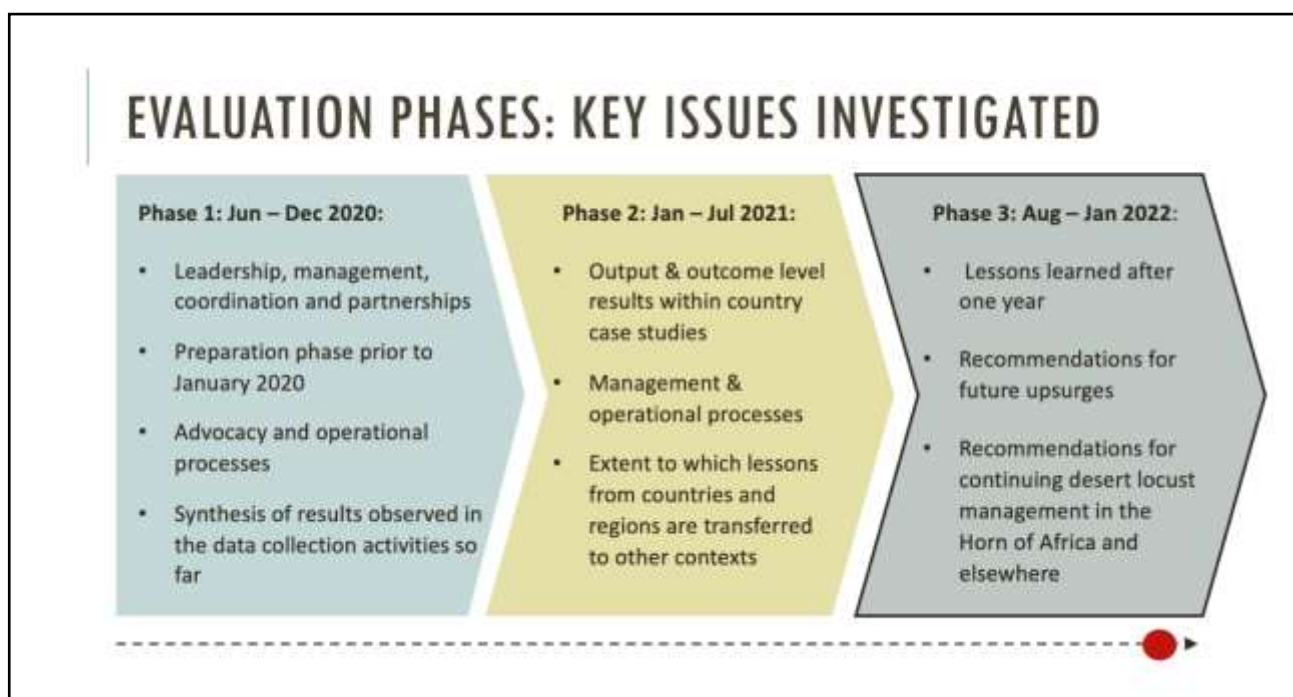 EVALUATION PHASES: KEY ISSUES INVESTIGATED
Phase 1: Jun – Dec 2020:
• Leadership, management,
coordination and partnerships
• Preparation phase prior to
January 2020
• Advocacy and operational
processes
• Synthesis of results observed in
the data collection activities so
far
Phase 2: Jan – Jul 2021:
• Output & outcome level
results within country
case studies
• Management &
operational processes
• Extent to which lessons
from countries and
regions are transferred
to other contexts
Phase 3: Aug – Jan 2022:
• Lessons learned after
one year
• Recommendations for
future upsurges
• Recommendations for
continuing desert locust
management in the
Horn of Africa and
elsewhere